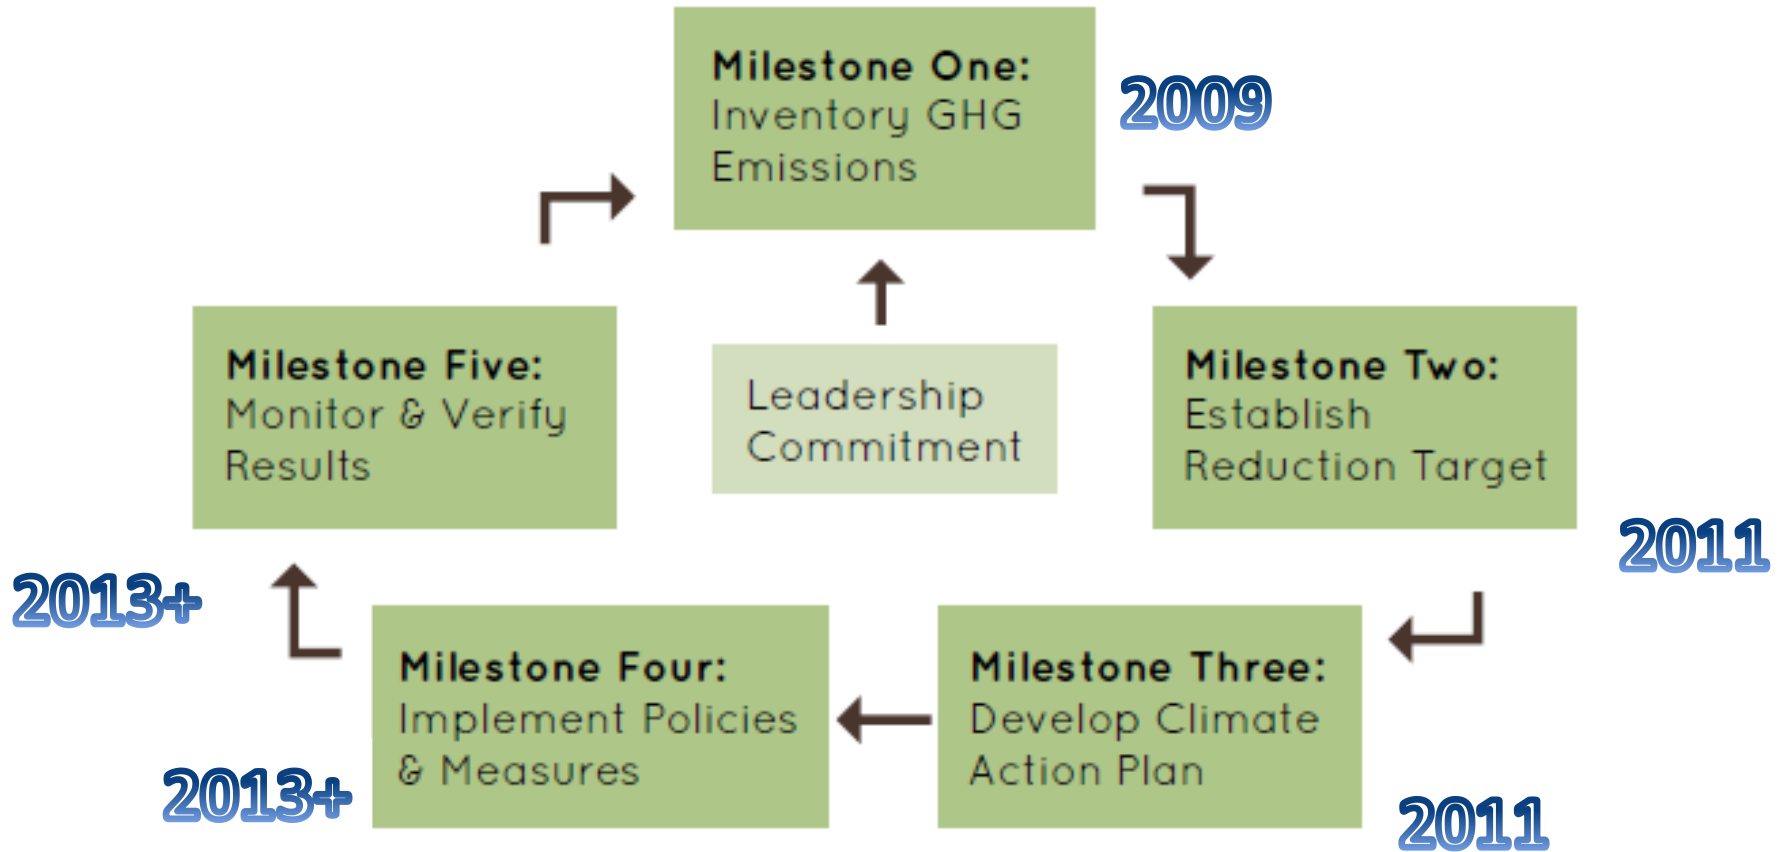 Milestone One:
Inventory GHG
Emissions
2009
Milestone Two:
Establish
Reduction Target
2011
Milestone Three:
Develop Climate
Action Plan
2011
Milestone Four:
Implement Policies
& Measures
2013+
Milestone Five:
Monitor & Verify
Results
2013+
Leadership
Commitment